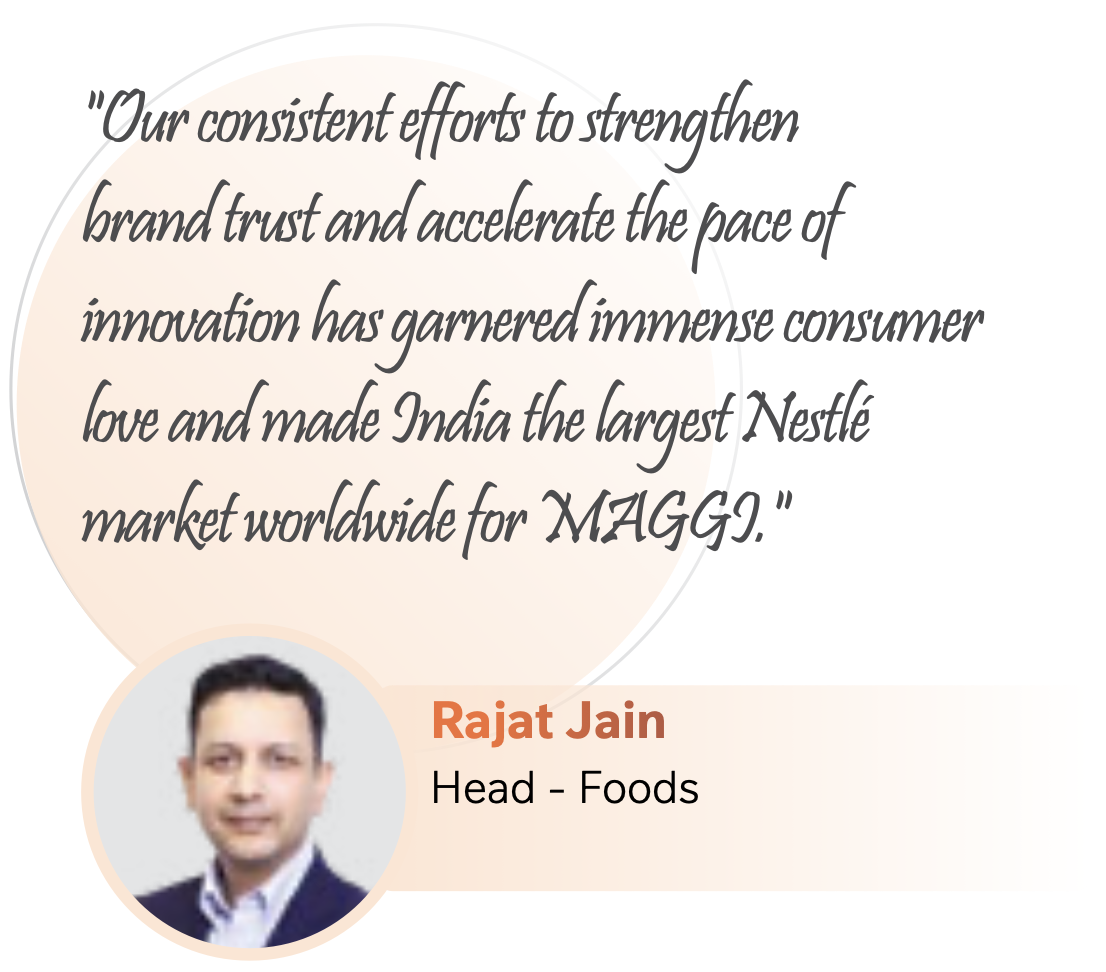 "Our consistent efforts to strengthen
brand trust and accelerate the pace of
innovation has garnered immense consumer
love and made India the largest Nestlé
market worldwide for MAGGI."
Rajat Jain
Head - Foods